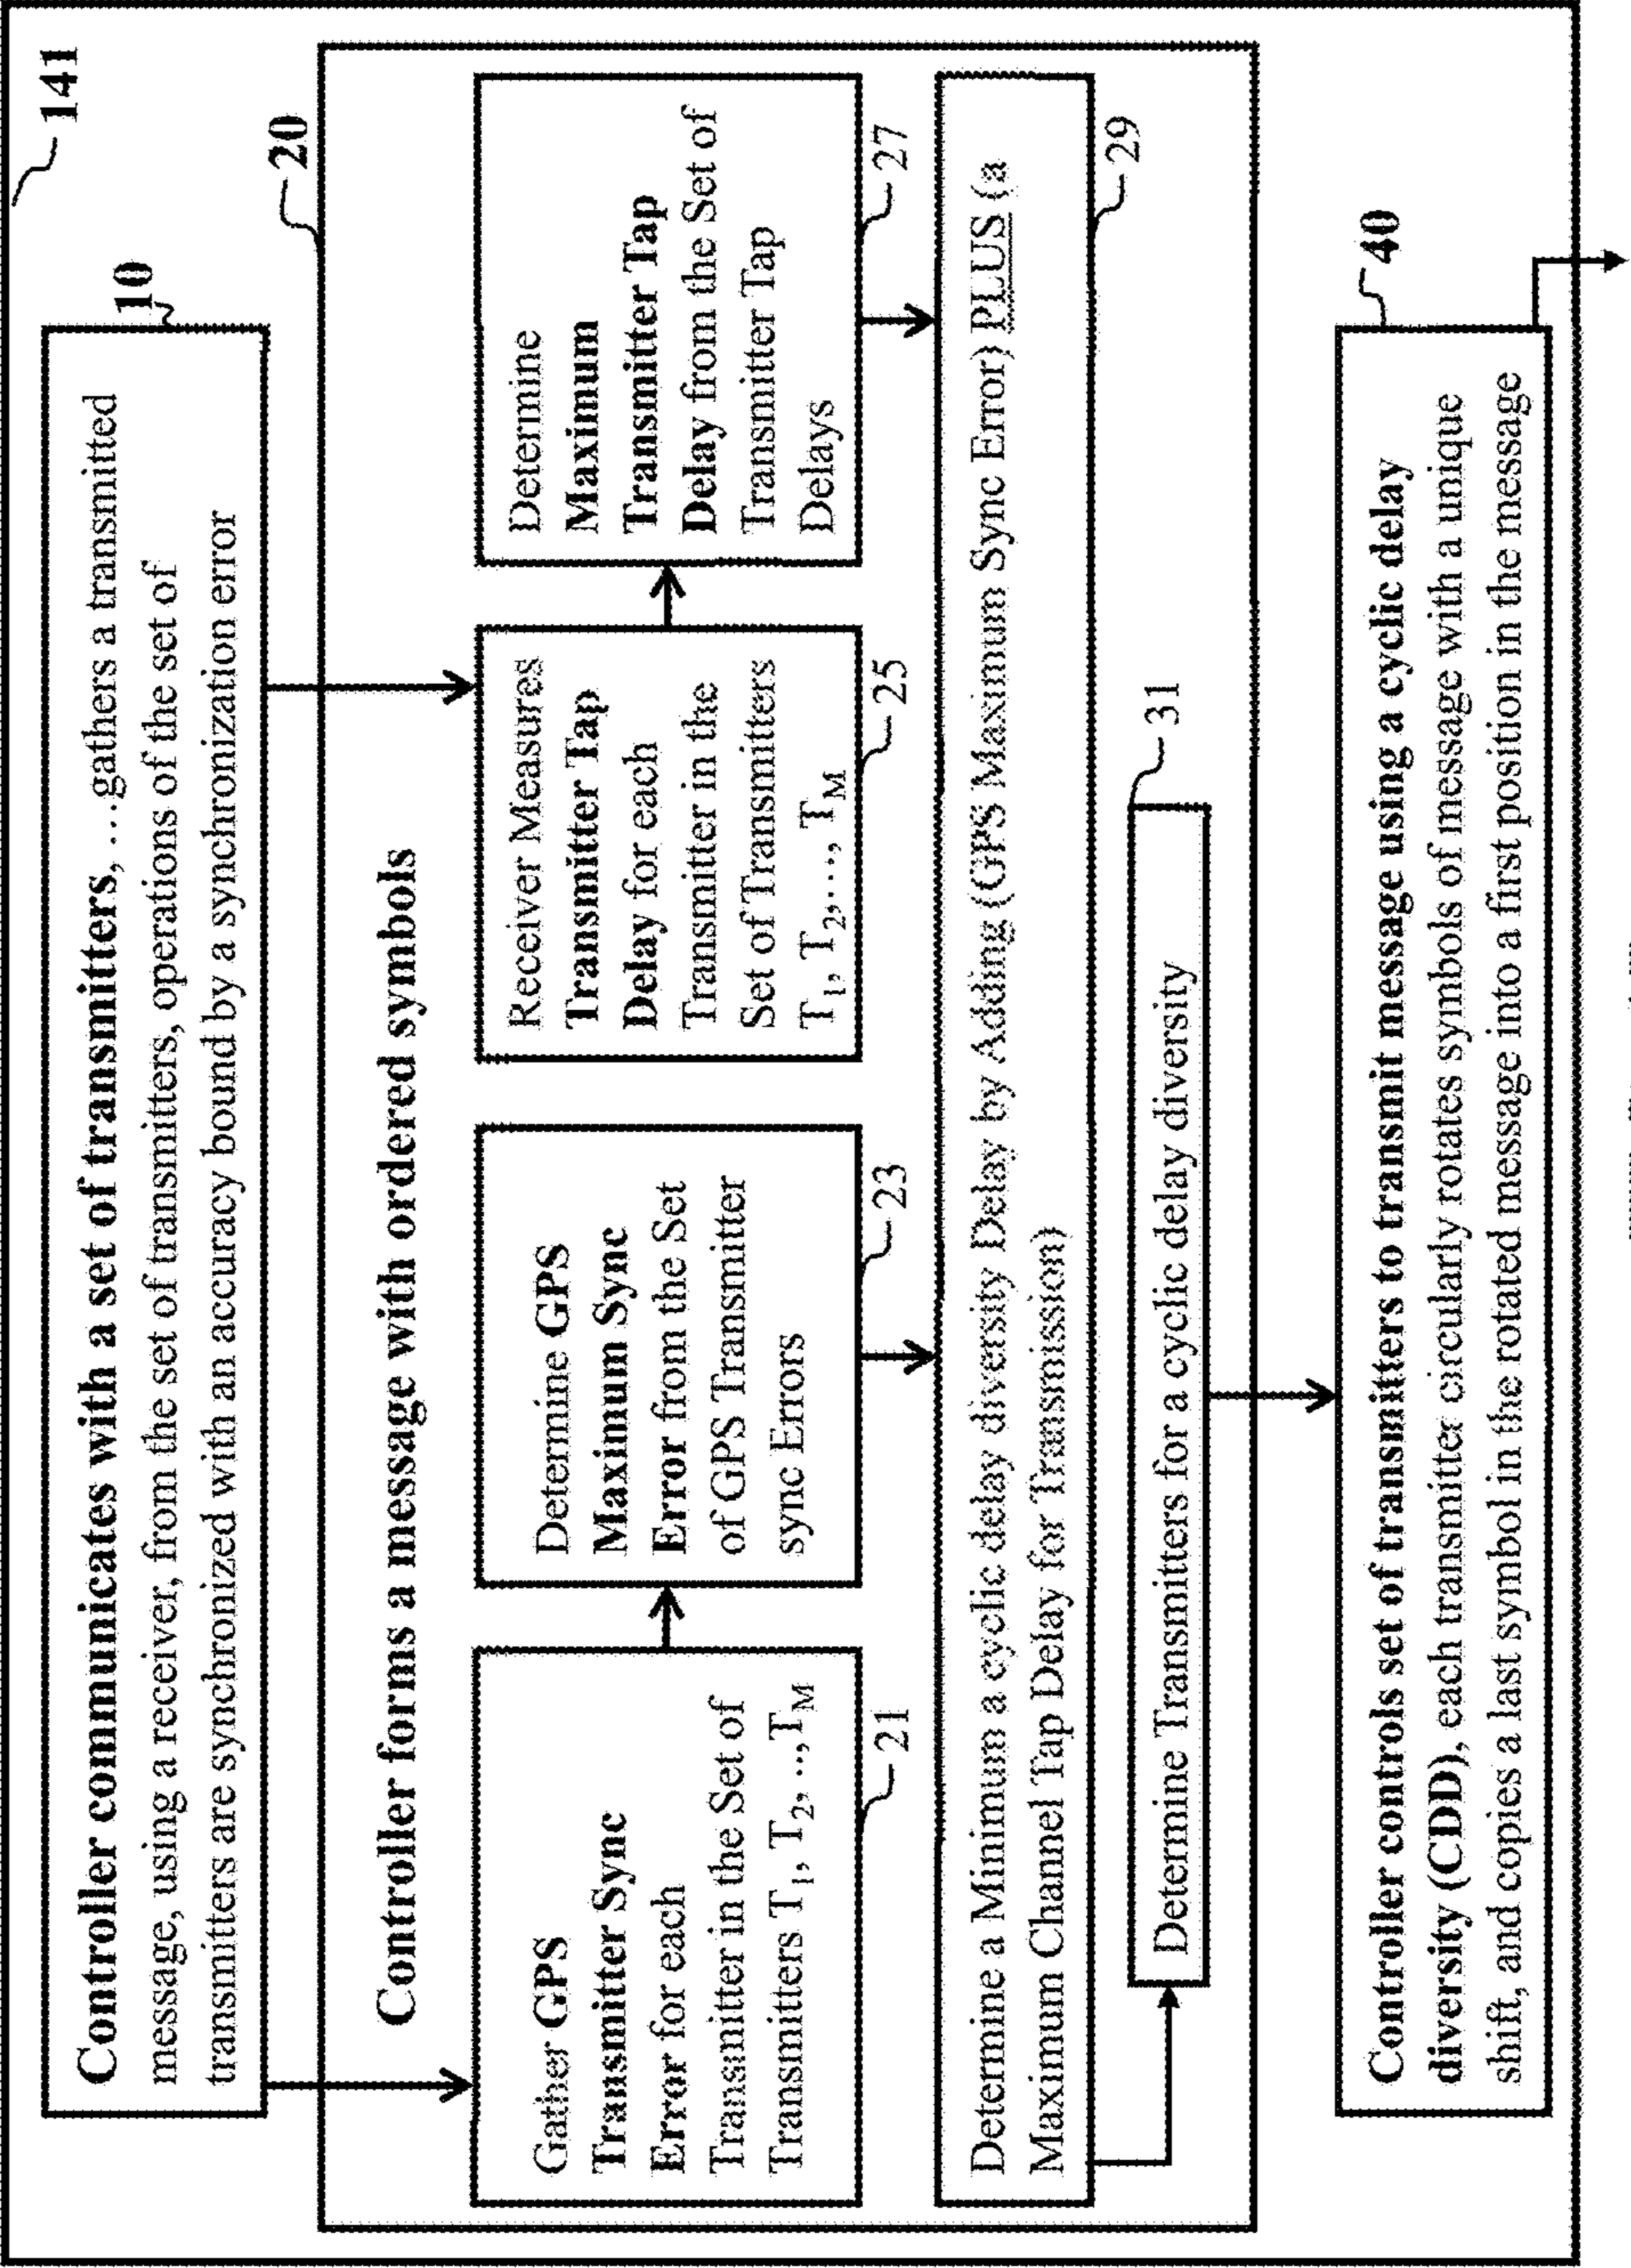 141
10
Controller communicates with a set of transmitters, …gathers a transmitted
message, using a receiver, from the set of transmitters, operations of the set of
transmitters are synchronized with an accuracy bound by a synchronization error
20
Controller forms a message with ordered symbols
Gather GPS
Transmitter Sync
Error for each
Transmitter in the Set of
Transmitters T1, T2,…,TM
21
Determine GPS
Maximum Sync
Error from the Set
of GPS Transmitter
sync Errors
23
Receiver Measures
Transmitter Tap
Delay for each
Transmitter in the
Set of Transmitters
T1, T2,…, TM
25
Determine
Maximum
Transmitter Tap
Delay from the Set of
Transmitter Tap
Delays
27
Determine a Minimum a cyclic delay diversity Delay by Adding (GPS Maximum Sync Error) PLUS (a
Maximum Channel Tap Delay for Transmission)
29
Determine Transmitters for a cyclic delay diversity
31
40
Controller controls set of transmitters to transmit message using a cyclic delay
diversity (CDD), each transmitter circularly rotates symbols of message with a unique
shift, and copies a last symbol in the rotated message into a first position in the message